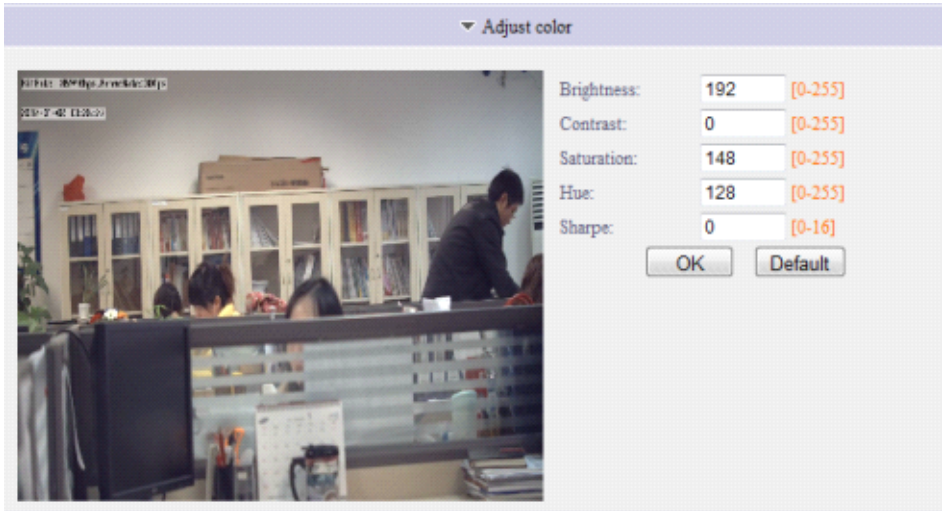 Adjust color
Brightness: 192 [0-255]
Contrast: 0 [0-255]
Saturation: 148 [0-255]
Hue: 128 [0-255]
Sharpe: 0 [0-16]
OK Default